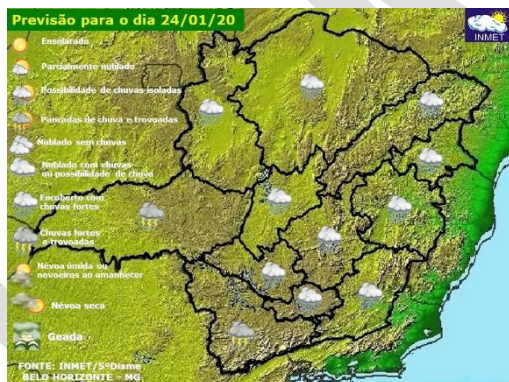 Previsão para o dia 24/01/20
INMET
Ensolarado
Parcialmente nublado
Possibilidade de chuvas isoladas
Pancadas de chuva e trovoadas
Nublado sem chuvas
Nublado com chuvas
ou possibilidade de chuva
Encoberto com
chuvas fortes
Chuvas fortes
e trovoadas
Névoa úmida ou
nevoeiros ao amanhecer
Névoa seca
Geada
FONTE: INMET/5ºDisme
BELO HORIZONTE - MG